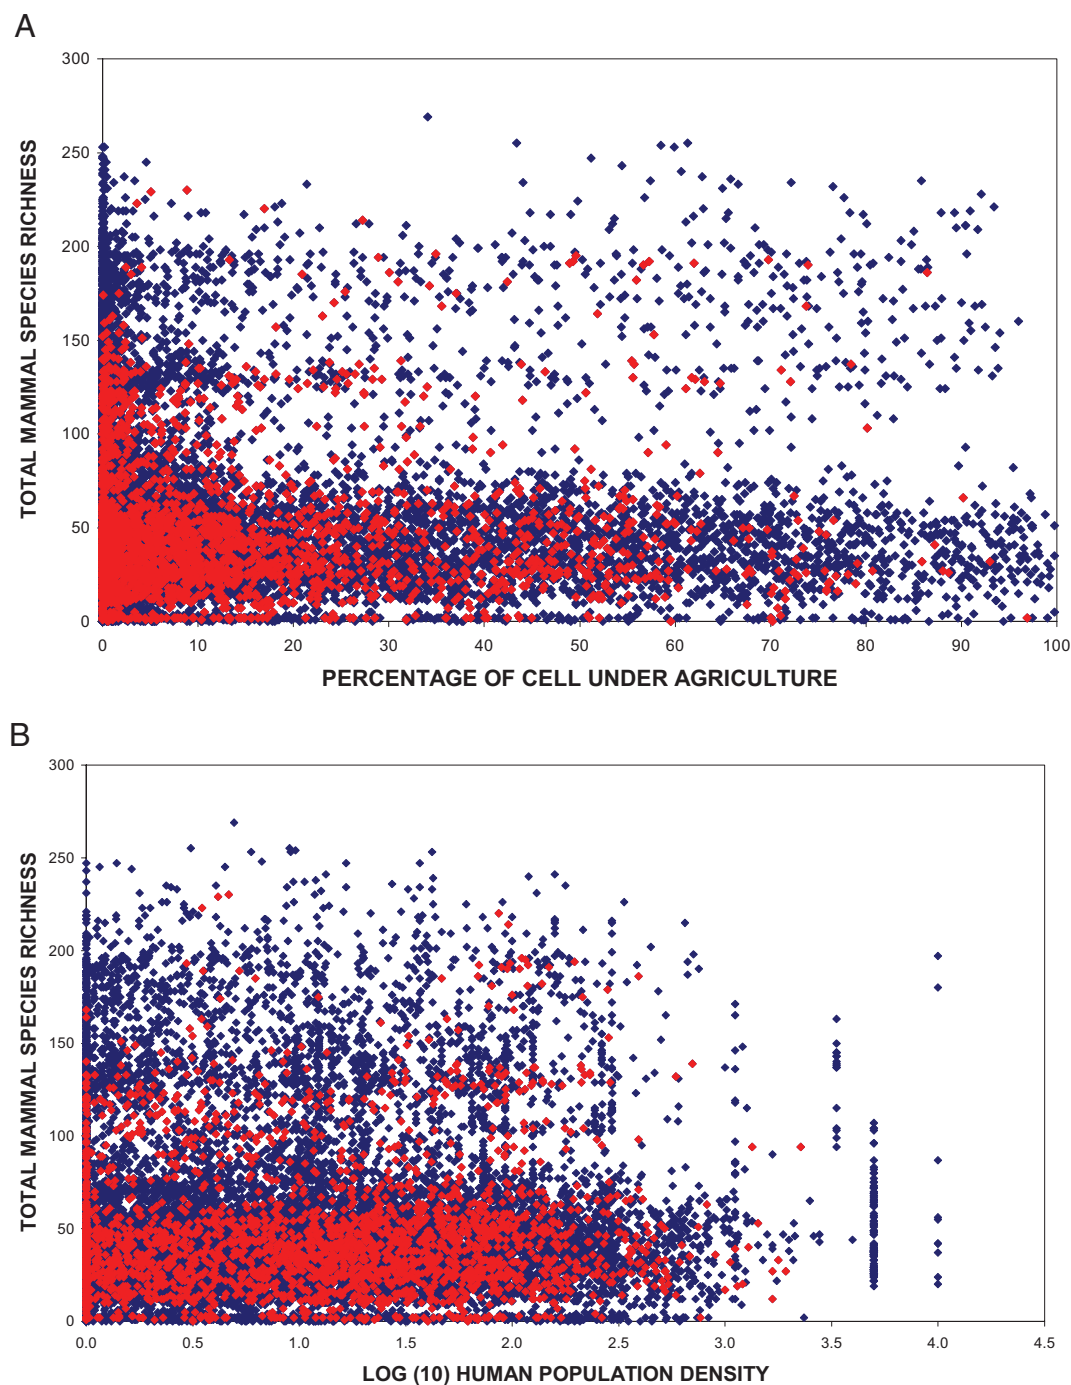 A
300
250
200
150
100
50
0
TOTAL MAMMAL SPECIES RICHNESS
0 10 20 30 40 50 60 70 80 90 100
PERCENTAGE OF CELL UNDER AGRICULTURE
B
300
250
200
150
100
50
0
TOTAL MAMMAL SPECIES RICHNESS
0.0 0.5 1.0 1.5 2.0 2.5 3.0 3.5 4.0 4.5
LOG (10) HUMAN POPULATION DENSITY